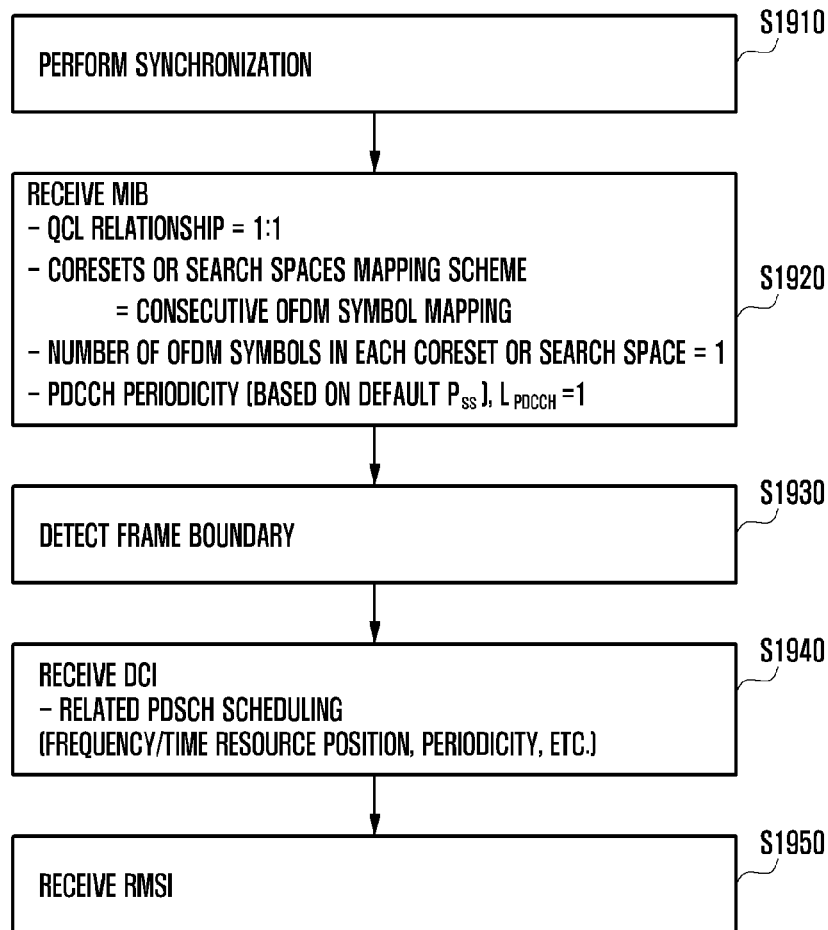 S1910
PERFORM SYNCHRONIZATION
RECEIVE MIB
– QCL RELATIONSHIP = 1:1
– CORESETS OR SEARCH SPACES MAPPING SCHEME
= CONSECUTIVE OFDM SYMBOL MAPPING
– NUMBER OF OFDM SYMBOLS IN EACH CORESET OR SEARCH SPACE = 1
– PDCCH PERIODICITY (BASED ON DEFAULT PSS), LPDCCH =1
S1920
S1930
DETECT FRAME BOUNDARY
S1940
RECEIVE DCI
– RELATED PDSCH SCHEDULING
(FREQUENCY/TIME RESOURCE POSITION, PERIODICITY, ETC.)
S1950
RECEIVE RMSI